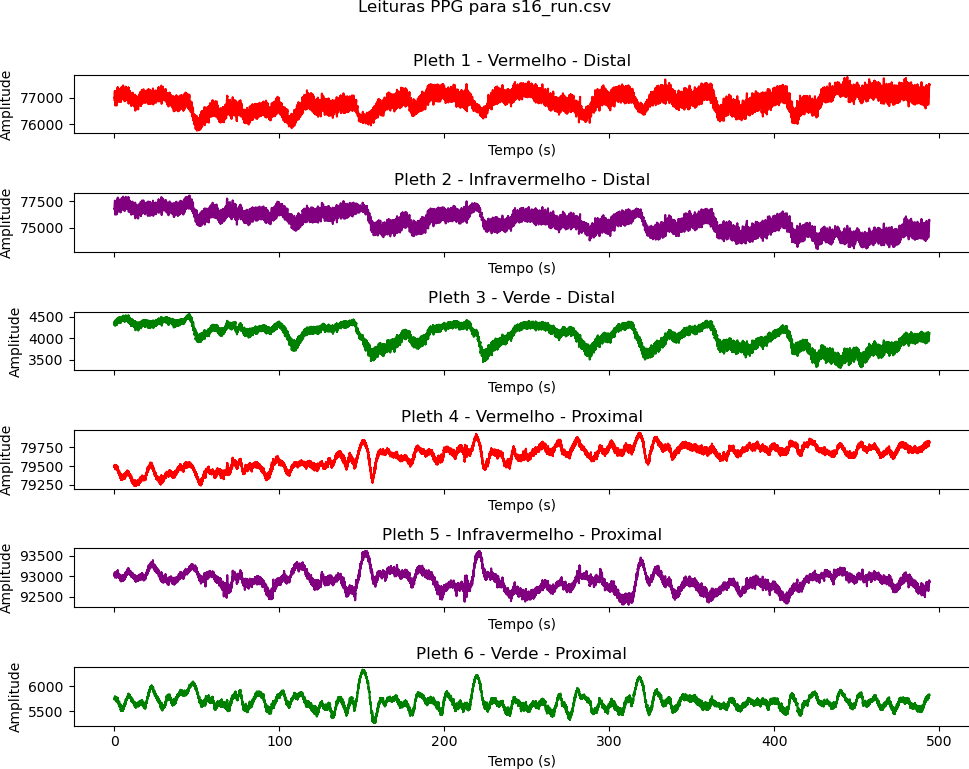 Leituras PPG para s16_run.csv
Pleth 1 - Vermelho - Distal
Amplitude
77000
76000
Tempo (s)
Pleth 2 - Infravermelho - Distal
Amplitude
77500
75000
Tempo (s)
Pleth 3 - Verde - Distal
Amplitude
4500
4000
3500
Tempo (s)
Pleth 4 - Vermelho - Proximal
Amplitude
79750
79500
79250
Tempo (s)
Pleth 5 - Infravermelho - Proximal
Amplitude
93500
93000
92500
Tempo (s)
Pleth 6 - Verde - Proximal
Amplitude
6000
5500
0 100 200 300 400 500
Tempo (s)